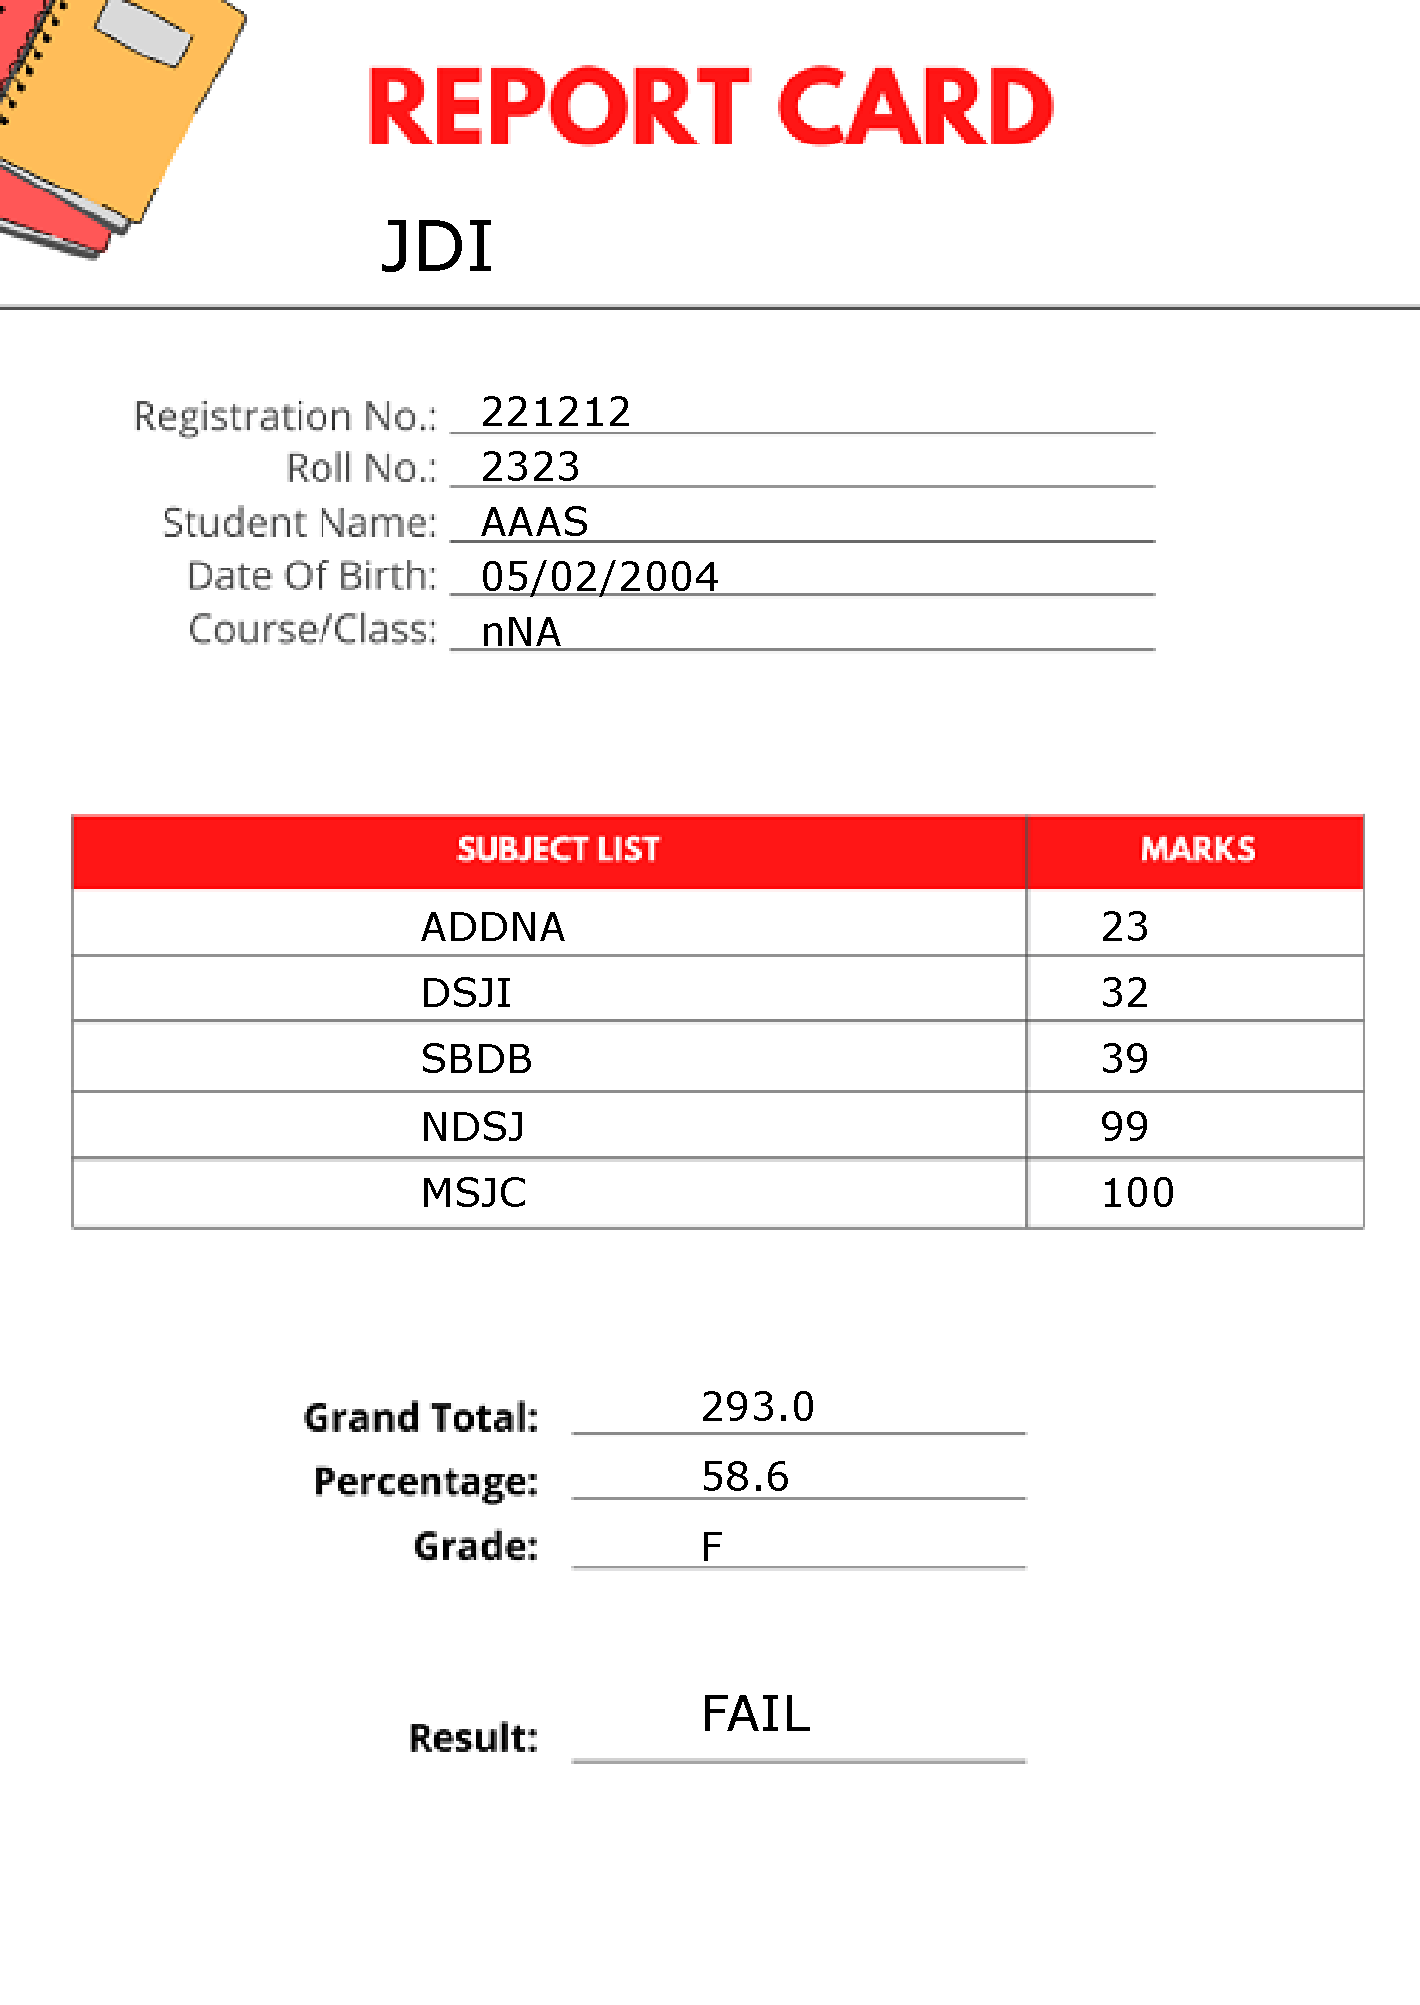 REPORT CARD
JDI
Registration No.: 221212
Roll No.: 2323
Student Name: AAAS
Date Of Birth: 05/02/2004
Course/Class: nNA
SUBJECT LIST MARKS
ADDNA 23
DSJI 32
SBDB 39
NDSJ 99
MSJC 100
Grand Total: 293.0
Percentage: 58.6
Grade: F
Result: FAIL